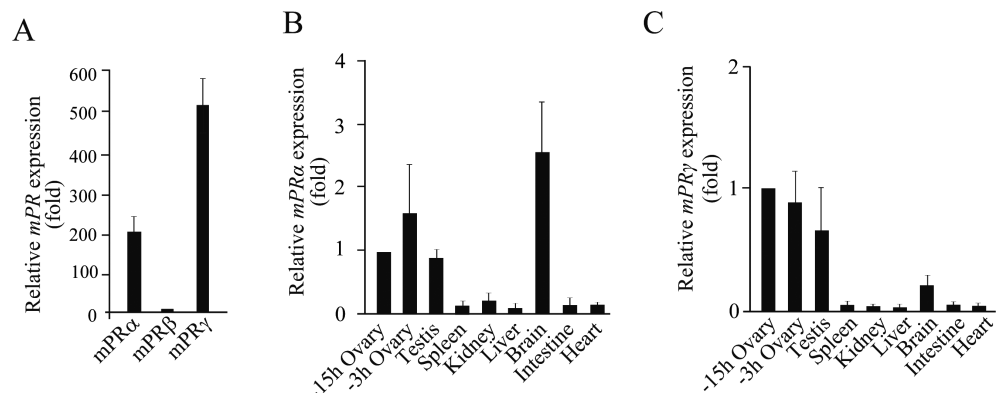 A
Relative mPR expression
(fold)
600
500
400
300
200
100
0
mPRα
mPRβ
mPRγ
B
Relative mPRα expression
(fold)
4
3
2
1
0
-15h Ovary
-3h Ovary
Testis
Spleen
Kidney
Liver
Brain
Intestine
Heart
C
Relative mPRγ expression
(fold)
2
1
0
-15h Ovary
-3h Ovary
Testis
Spleen
Kidney
Liver
Brain
Intestine
Heart